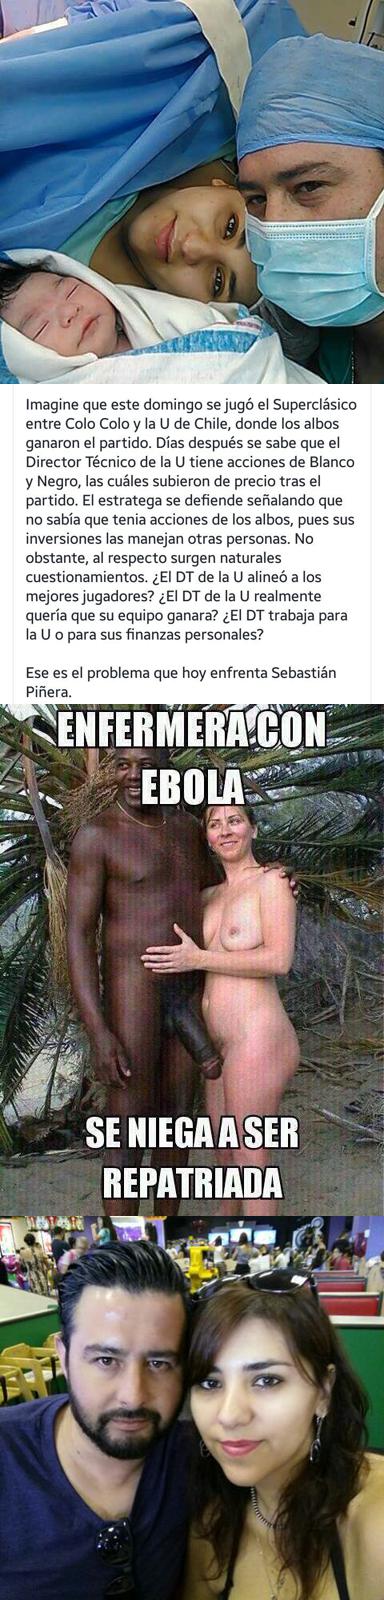 Imagine que este domingo se jugó el Superclásico
entre Colo Colo y la U de Chile, donde los albos
ganaron el partido. Días después se sabe que el
Director Técnico de la U tiene acciones de Blanco
y Negro, las cuáles subieron de precio tras el
partido. El estratega se defiende señalando que
no sabía que tenia acciones de los albos, pues sus
inversiones las manejan otras personas. No
obstante, al respecto surgen naturales
cuestionamientos. ¿El DT de la U alineó a los
mejores jugadores? ¿El DT de la U realmente
quería que su equipo ganara? ¿El DT trabaja para
la U o para sus finanzas personales?
Ese es el problema que hoy enfrenta Sebastián
Piñera.
ENFERMERA CON
EBOLA
SE NIEGA A SER
REPATRIADA